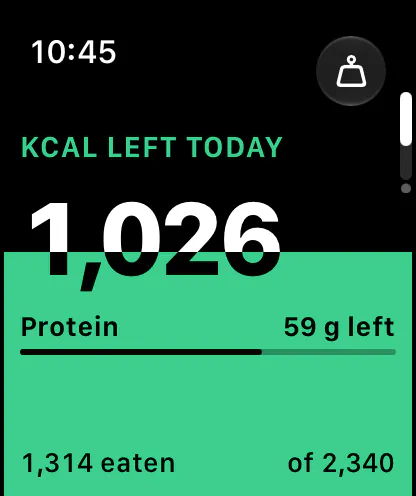 10:45
KCAL LEFT TODAY
1,026
Protein 59 g left
1,314 eaten of 2,340